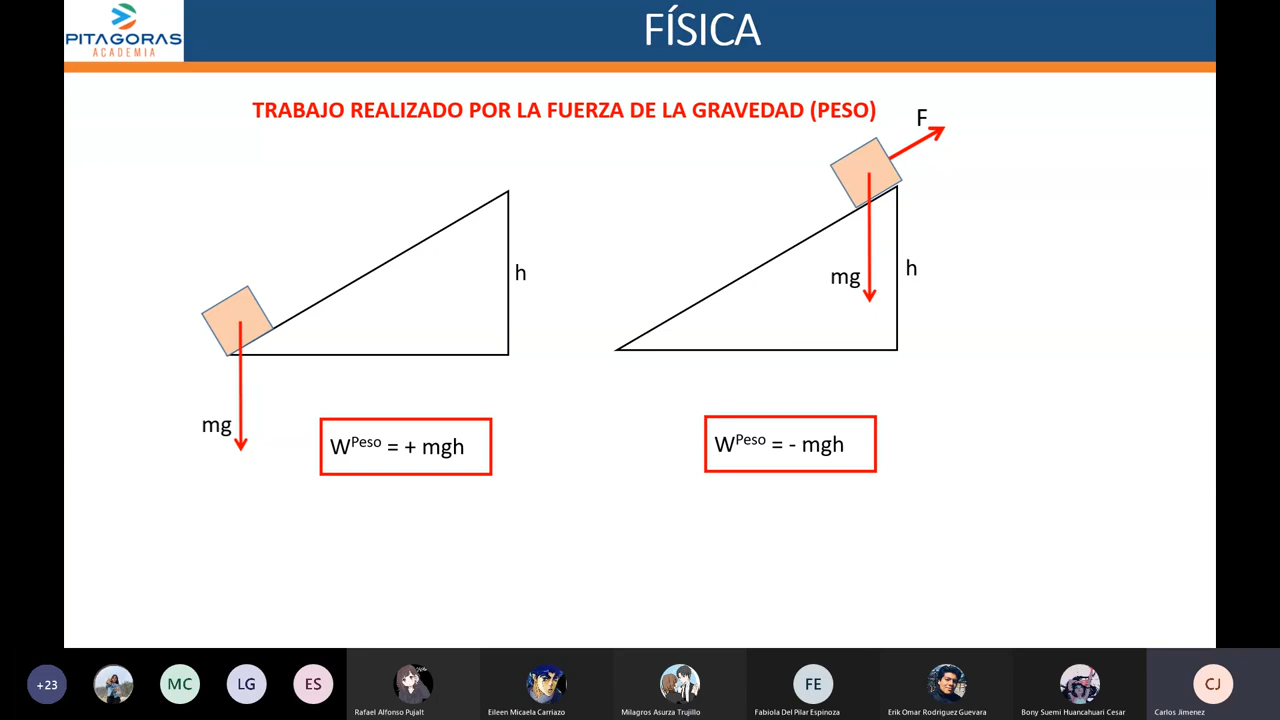 PITAGORAS
ACADEMIA
FÍSICA
TRABAJO REALIZADO POR LA FUERZA DE LA GRAVEDAD (PESO)
F
h
mg
h
mg
W^Peso = + mgh
W^Peso = - mgh
+23
MC
LG
ES
FE
CJ
Rafael Alfonso Pujalt
Eileen Micaela Carriazo
Milagros Asurza Trujillo
Fabiola Del Pilar Espinoza
Erik Omar Rodriguez Guevara
Bony Suemi Huancahuari Cesar
Carlos Jimenez